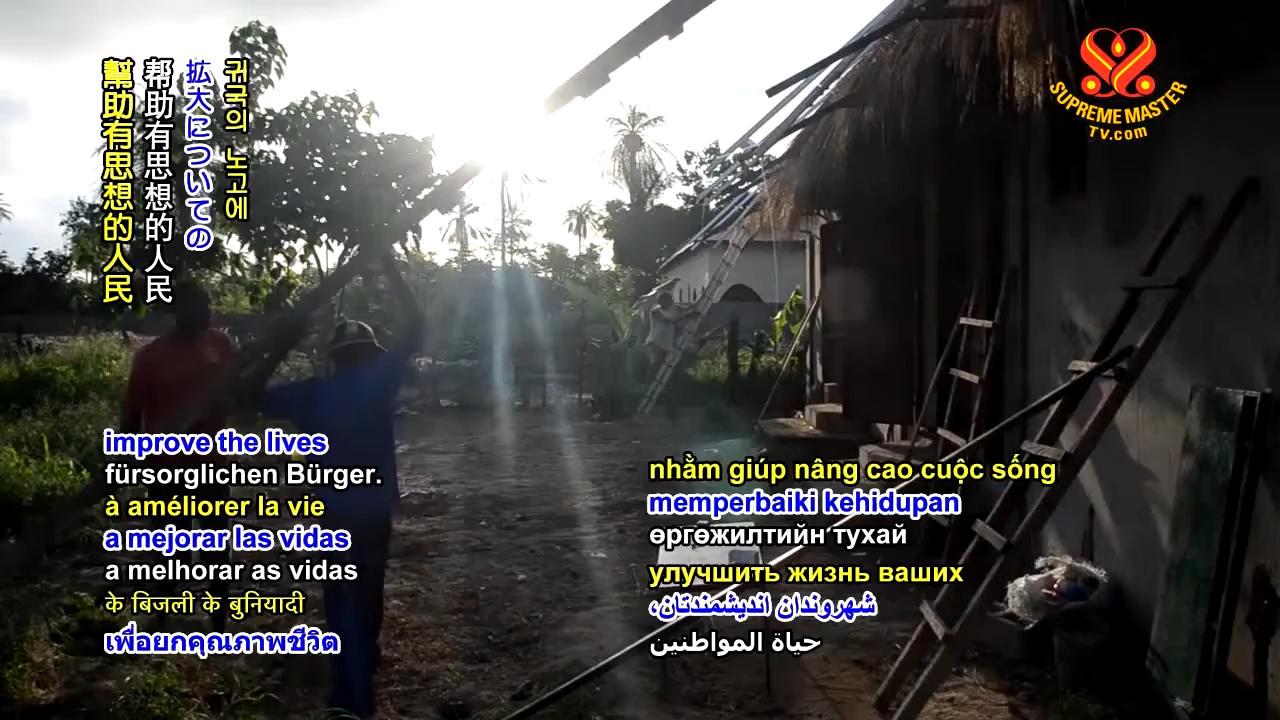 幫助有思想的人民
帮助有思想的人民
拡大についての
귀국의 노고에
SUPREME MASTER
TV.com
improve the lives
fürsorglichen Bürger.
à améliorer la vie
a mejorar las vidas
a melhorar as vidas
के बिजली के बुनियादी
เพื่อยกคุณภาพชีวิต
nhằm giúp nâng cao cuộc sống
memperbaiki kehidupan
өргөжилтийн тухай
улучшить жизнь ваших
شهروندان اندیشمندتان،
حياة المواطنين